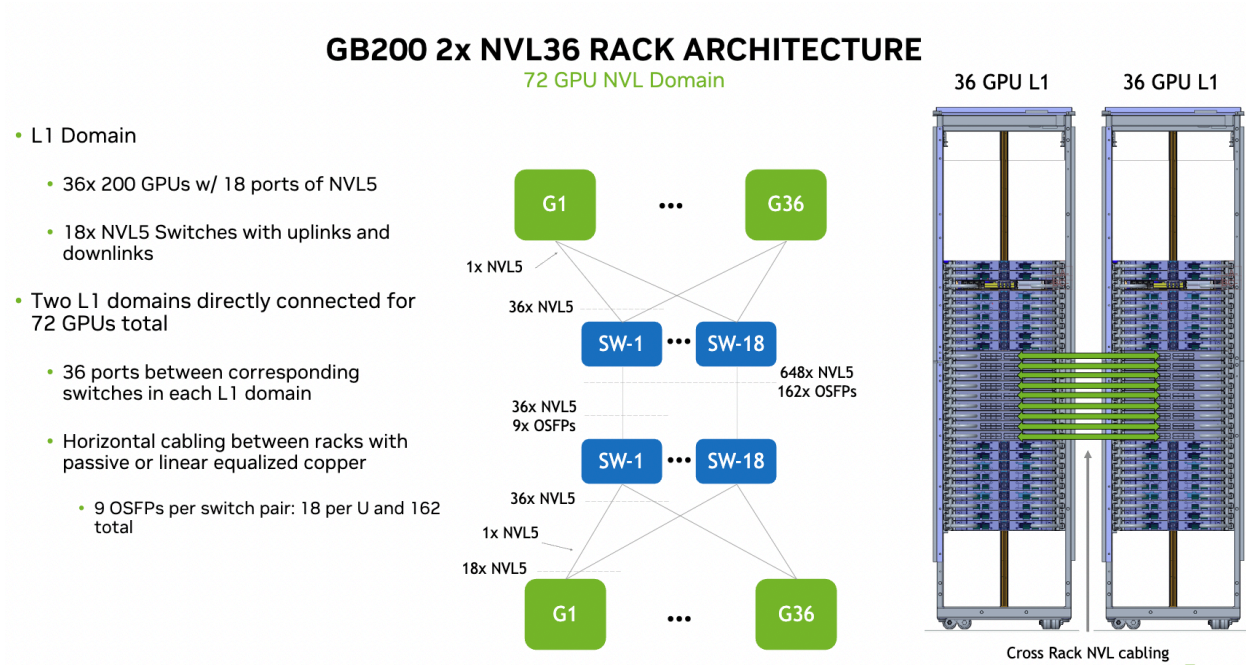 GB200 2x NVL36 RACK ARCHITECTURE
72 GPU NVL Domain
• L1 Domain
• 36x 200 GPUs w/ 18 ports of NVL5
• 18x NVL5 Switches with uplinks and
downlinks
• Two L1 domains directly connected for
72 GPUs total
• 36 ports between corresponding
switches in each L1 domain
• Horizontal cabling between racks with
passive or linear equalized copper
• 9 OSFPs per switch pair: 18 per U and 162
total
G1
•••
G36
1x NVL5
36x NVL5
SW-1
•••
SW-18
648x NVL5
162x OSFPs
36x NVL5
9x OSFPs
SW-1
•••
SW-18
36x NVL5
1x NVL5
18x NVL5
G1
•••
G36
36 GPU L1
36 GPU L1
Cross Rack NVL cabling